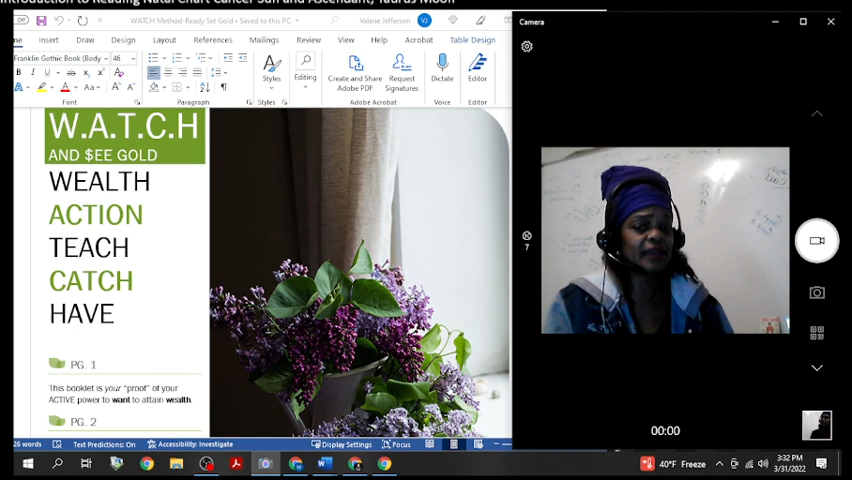 Introduction to Reading Natal Chart Cancer Sun and Ascendant, Taurus Moon
Off
WATCH Method-Ready Set Gold • Saved to this PC
Valerie Jefferson
VJ
Camera
me
Insert
Draw
Design
Layout
References
Mailings
Review
View
Help
Acrobat
Table Design
Franklin Gothic Book (Body
46
Styles
Editing
Create and Share
Adobe PDF
Request
Signatures
Dictate
Editor
Font
Paragraph
Styles
Adobe Acrobat
Voice
Editor
W.A.T.C.H
AND $EE GOLD
WEALTH
ACTION
TEACH
CATCH
HAVE
PG. 1
This booklet is your "proof" of your
ACTIVE power to want to attain wealth.
PG. 2
7
00:00
26 words
Text Predictions: On
Accessibility: Investigate
Display Settings
Focus
40°F Freeze
3:32 PM
3/31/2022